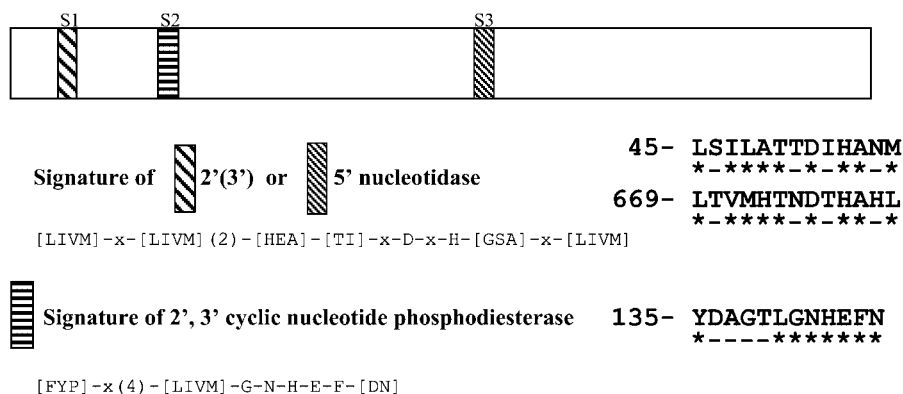 S1 S2 S3
45- LSILATTDIHANM
*-****-*-**-*
Signature of 2'(3') or 5' nucleotidase
669- LTVMHTNDTHAHL
*-****-*-**-*
[LIVM]-x-[LIVM](2)-[HEA]-[TI]-x-D-x-H-[GSA]-x-[LIVM]
Signature of 2', 3' cyclic nucleotide phosphodiesterase 135- YDAGTLGNHEFN
*----*******
[FYP]-x(4)-[LIVM]-G-N-H-E-F-[DN]